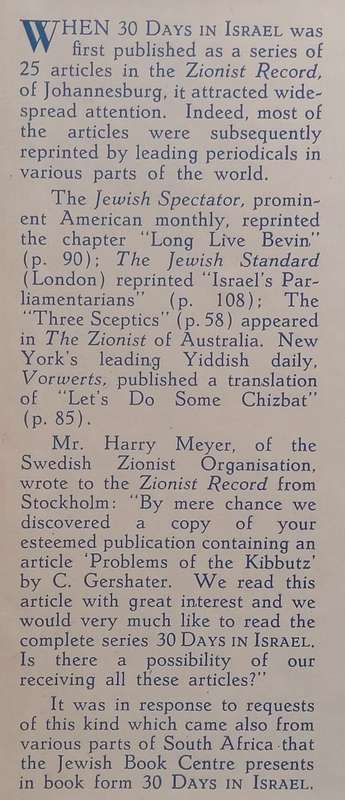 WHEN 30 DAYS IN ISRAEL was
first published as a series of
25 articles in the Zionist Record,
of Johannesburg, it attracted wide-
spread attention. Indeed, most of
the articles were subsequently
reprinted by leading periodicals in
various parts of the world.
The Jewish Spectator, promin-
ent American monthly, reprinted
the chapter "Long Live Bevin"
(p. 90); The Jewish Standard
(London) reprinted "Israel's Par-
liamentarians" (p. 108); The
"Three Sceptics" (p. 58) appeared
in The Zionist of Australia. New
York's leading Yiddish daily,
Vorwerts, published a translation
of "Let's Do Some Chizbat"
(p. 85).
Mr. Harry Meyer, of the
Swedish Zionist Organisation,
wrote to the Zionist Record from
Stockholm: "By mere chance we
discovered a copy of your
esteemed publication containing an
article 'Problems of the Kibbutz'
by C. Gershater. We read this
article with great interest and we
would very much like to read the
complete series 30 DAYS IN ISRAEL.
Is there a possibility of our
receiving all these articles?"
It was in response to requests
of this kind which came also from
various parts of South Africa that
the Jewish Book Centre presents
in book form 30 DAYS IN ISRAEL.